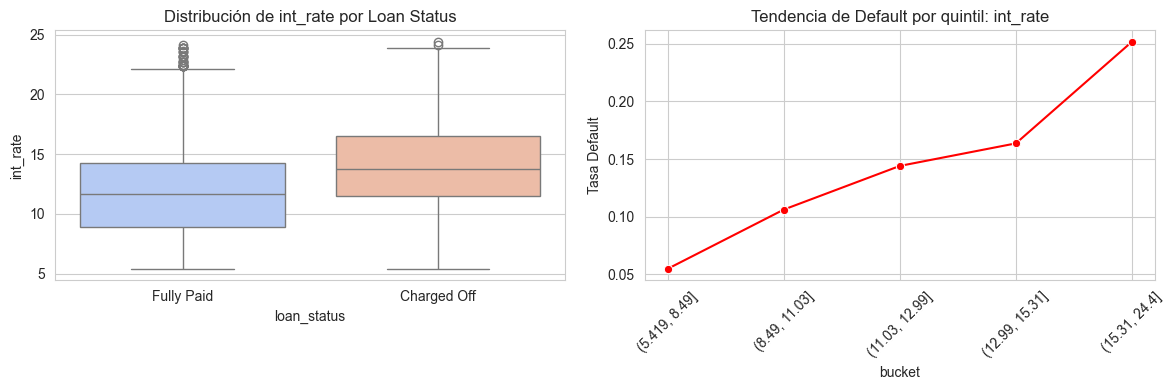 Distribución de int_rate por Loan Status
25
20
15
10
5
int_rate
Fully Paid
Charged Off
loan_status
Tendencia de Default por quintil: int_rate
0.25
0.20
0.15
0.10
0.05
Tasa Default
(5.419, 8.49]
(8.49, 11.03]
(11.03, 12.99]
(12.99, 15.31]
(15.31, 24.4]
bucket